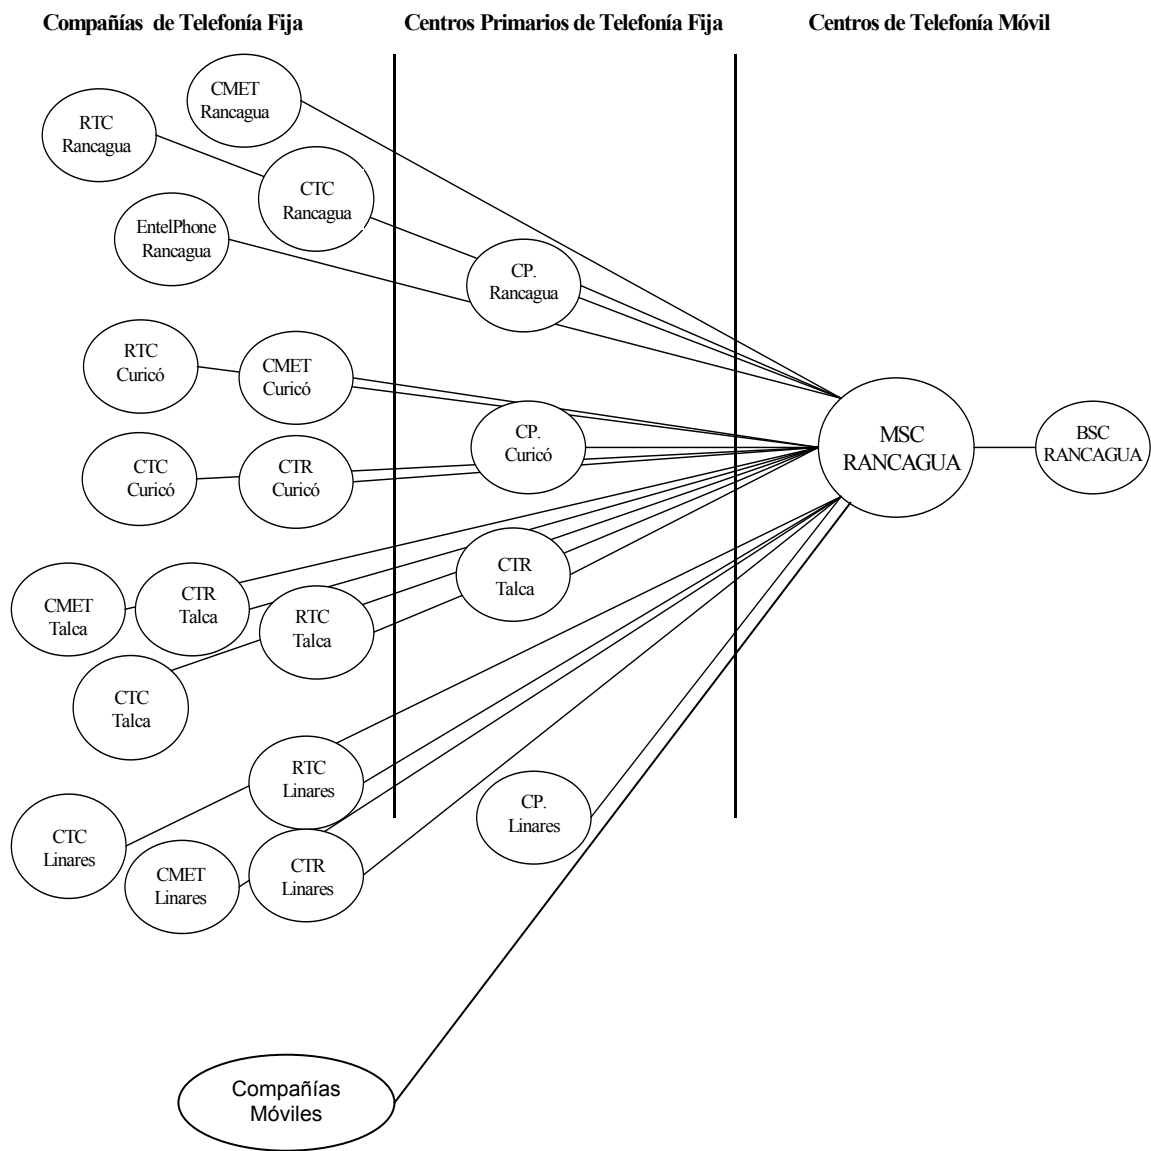 Compañías de Telefonía Fija
Centros Primarios de Telefonía Fija
Centros de Telefonía Móvil
CMET
Rancagua
RTC
Rancagua
CTC
Rancagua
EntelPhone
Rancagua
CP.
Rancagua
RTC
Curicó
CMET
Curicó
CP.
Curicó
MSC
RANCAGUA
BSC
RANCAGUA
CTC
Curicó
CTR
Curicó
CTR
Talca
CMET
Talca
CTR
Talca
RTC
Talca
CTC
Talca
RTC
Linares
CP.
Linares
CTC
Linares
CMET
Linares
CTR
Linares
Compañías
Móviles